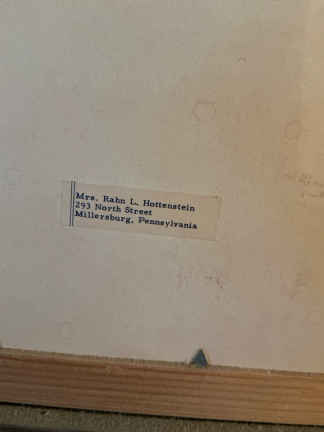 Mrs. Rahn L. Hottenstein
293 North Street
Millersburg, Pennsylvania